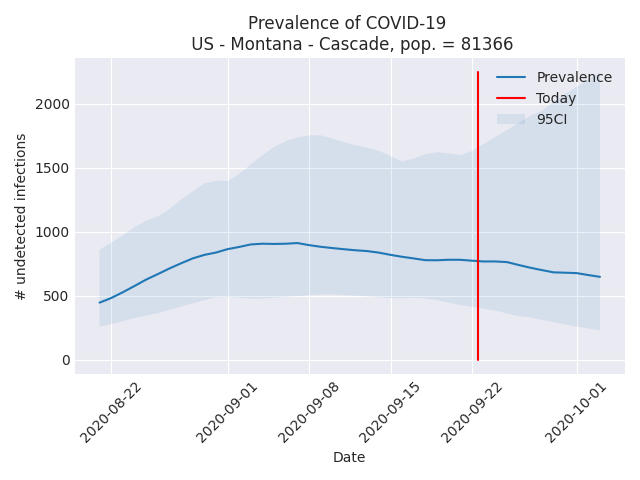 Prevalence of COVID-19
US - Montana - Cascade, pop. = 81366
Prevalence
Today
95CI
2000
1500
1000
500
0
# undetected infections
2020-08-22
2020-09-01
2020-09-08
2020-09-15
2020-09-22
2020-10-01
Date